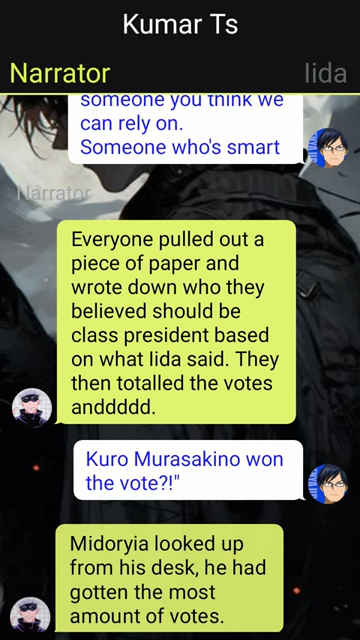 Kumar Ts
Narrator
Iida
someone you think we
can rely on.
Someone who's smart
Narrator
Everyone pulled out a
piece of paper and
wrote down who they
believed should be
class president based
on what Iida said. They
then totalled the votes
anddddd.
Kuro Murasakino won
the vote?!"
Midoryia looked up
from his desk, he had
gotten the most
amount of votes.